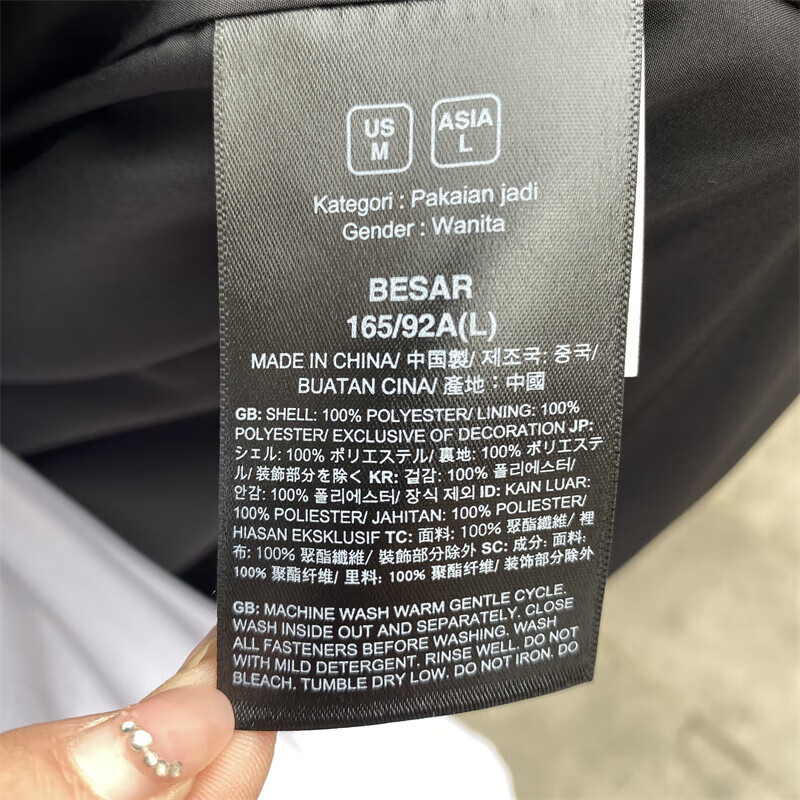 US
M
ASIA
L
Kategori : Pakaian jadi
Gender : Wanita
BESAR
165/92A(L)
MADE IN CHINA/ 中国製/ 제조국: 중국/
BUATAN CINA/ 產地：中國
GB: SHELL: 100% POLYESTER/ LINING: 100%
POLYESTER/ EXCLUSIVE OF DECORATION JP:
シェル: 100% ポリエステル/ 裏地: 100% ポリエステ
ル/ 装飾部分を除く KR: 겉감: 100% 폴리에스터/
안감: 100% 폴리에스터/ 장식 제외 ID: KAIN LUAR:
100% POLIESTER/ JAHITAN: 100% POLIESTER/
HIASAN EKSKLUSIF TC: 面料: 100% 聚酯纖維/ 裡
布: 100% 聚酯纖維/ 裝飾部分除外 SC: 成分: 面料:
100% 聚酯纤维/ 里料: 100% 聚酯纤维/ 装饰部分除外
GB: MACHINE WASH WARM GENTLE CYCLE.
WASH INSIDE OUT AND SEPARATELY. CLOSE
ALL FASTENERS BEFORE WASHING. WASH
WITH MILD DETERGENT. RINSE WELL. DO NOT
BLEACH. TUMBLE DRY LOW. DO NOT IRON. DO